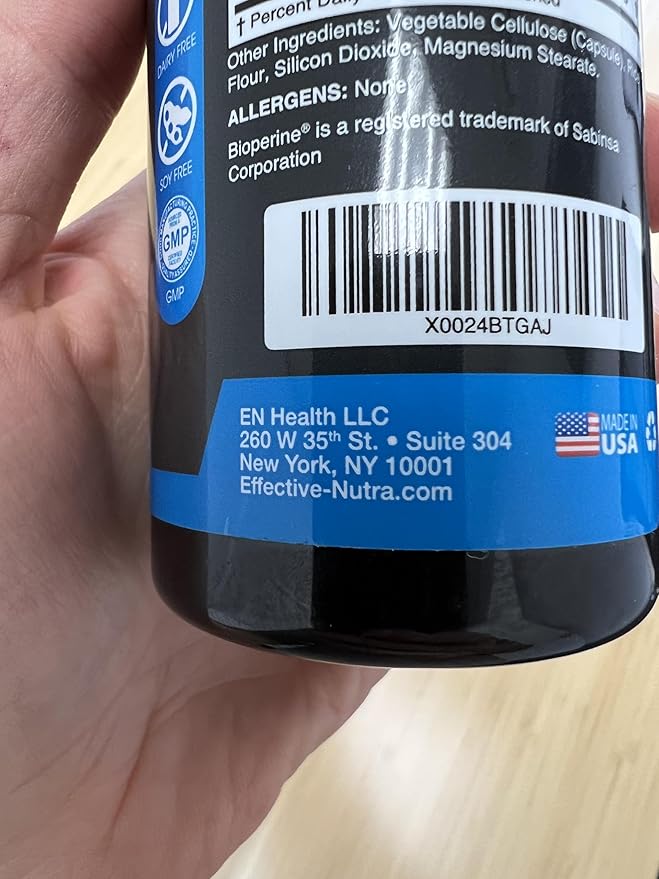 † Percent Daily
Other Ingredients: Vegetable Cellulose (Capsule), Rice
Flour, Silicon Dioxide, Magnesium Stearate.
ALLERGENS: None
Bioperine® is a registered trademark of Sabinsa
Corporation
DAIRY FREE
SOY FREE
GMP
GMP
X0024BTGAJ
EN Health LLC
260 W 35th St. • Suite 304
New York, NY 10001
Effective-Nutra.com
MADE IN
USA